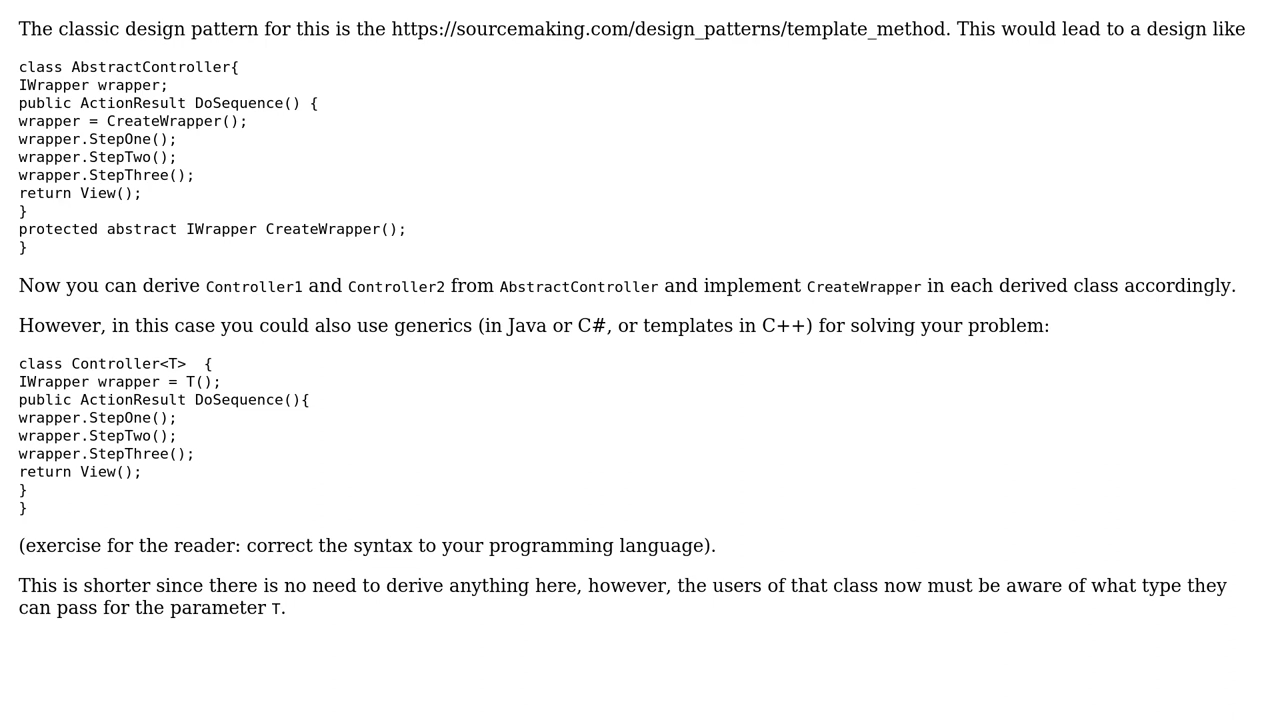 The classic design pattern for this is the https://sourcemaking.com/design_patterns/template_method. This would lead to a design like
class AbstractController{
IWrapper wrapper;
public ActionResult DoSequence() {
wrapper = CreateWrapper();
wrapper.StepOne();
wrapper.StepTwo();
wrapper.StepThree();
return View();
}
protected abstract IWrapper CreateWrapper();
}
Now you can derive Controller1 and Controller2 from AbstractController and implement CreateWrapper in each derived class accordingly.
However, in this case you could also use generics (in Java or C#, or templates in C++) for solving your problem:
class Controller<T>  {
IWrapper wrapper = T();
public ActionResult DoSequence(){
wrapper.StepOne();
wrapper.StepTwo();
wrapper.StepThree();
return View();
}
}
(exercise for the reader: correct the syntax to your programming language).
This is shorter since there is no need to derive anything here, however, the users of that class now must be aware of what type they
can pass for the parameter T.